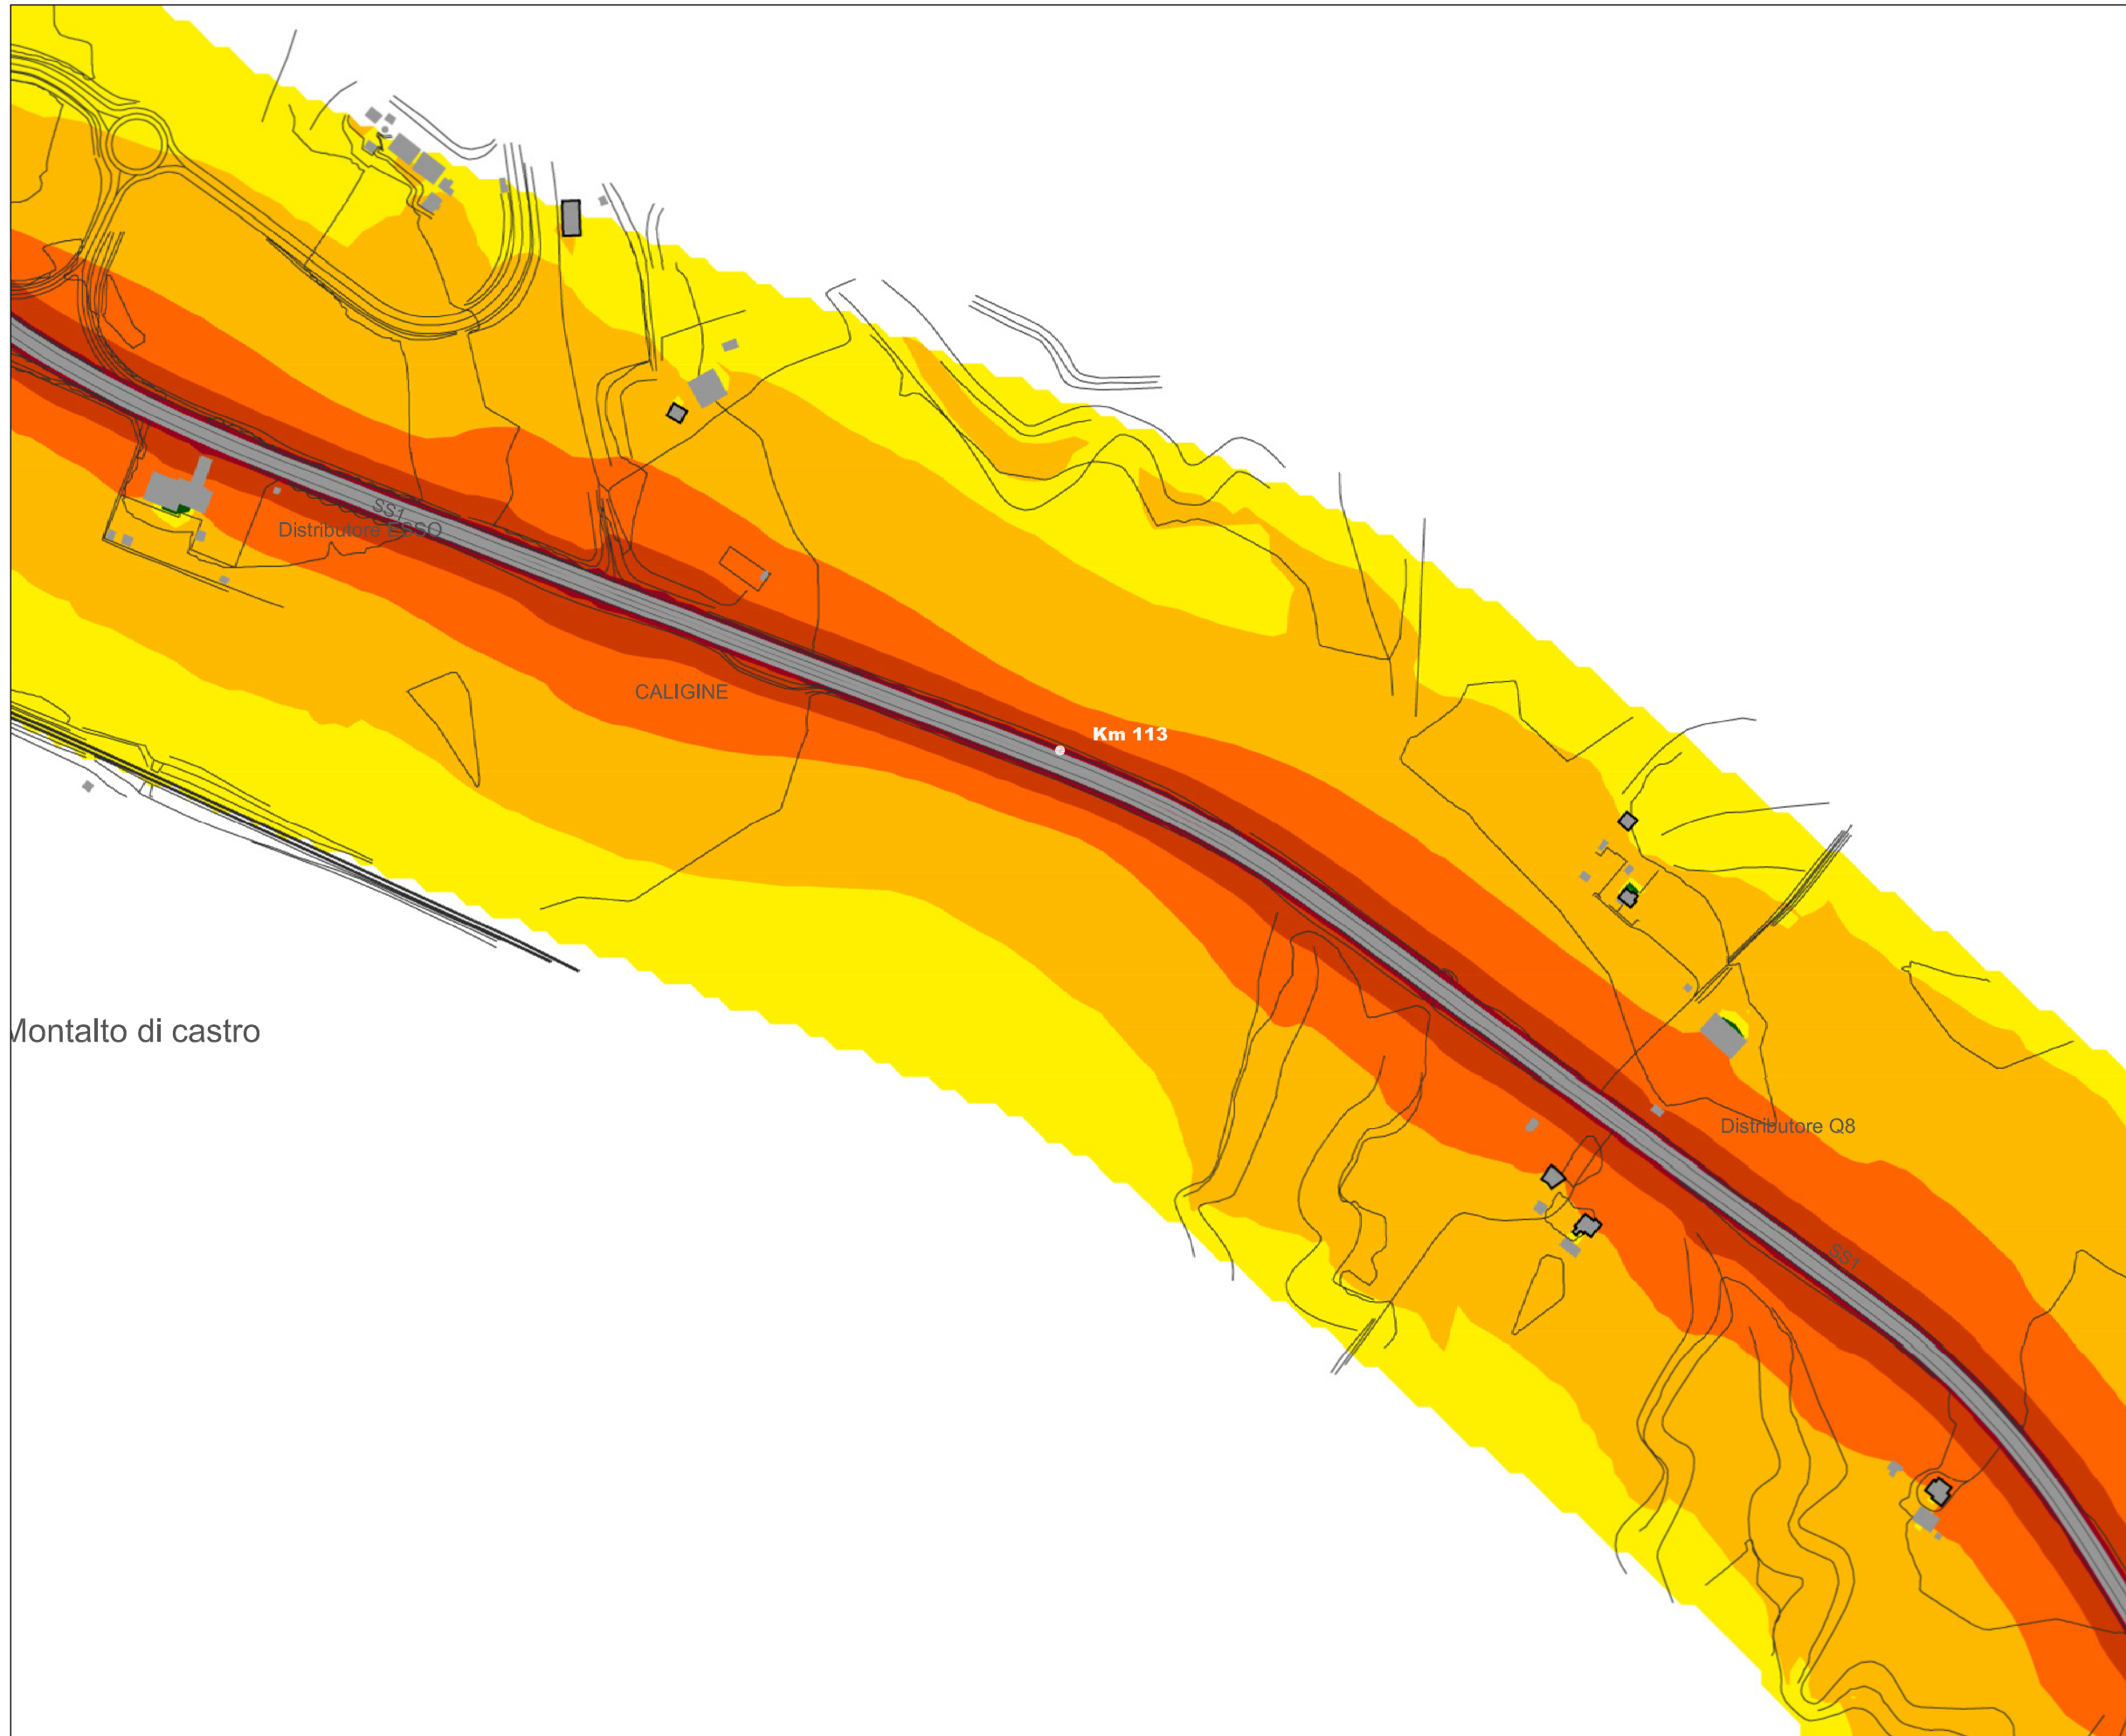 SS1
Distributore ESSO
CALIGINE
Km 113
Montalto di castro
Distributore Q8
SS1